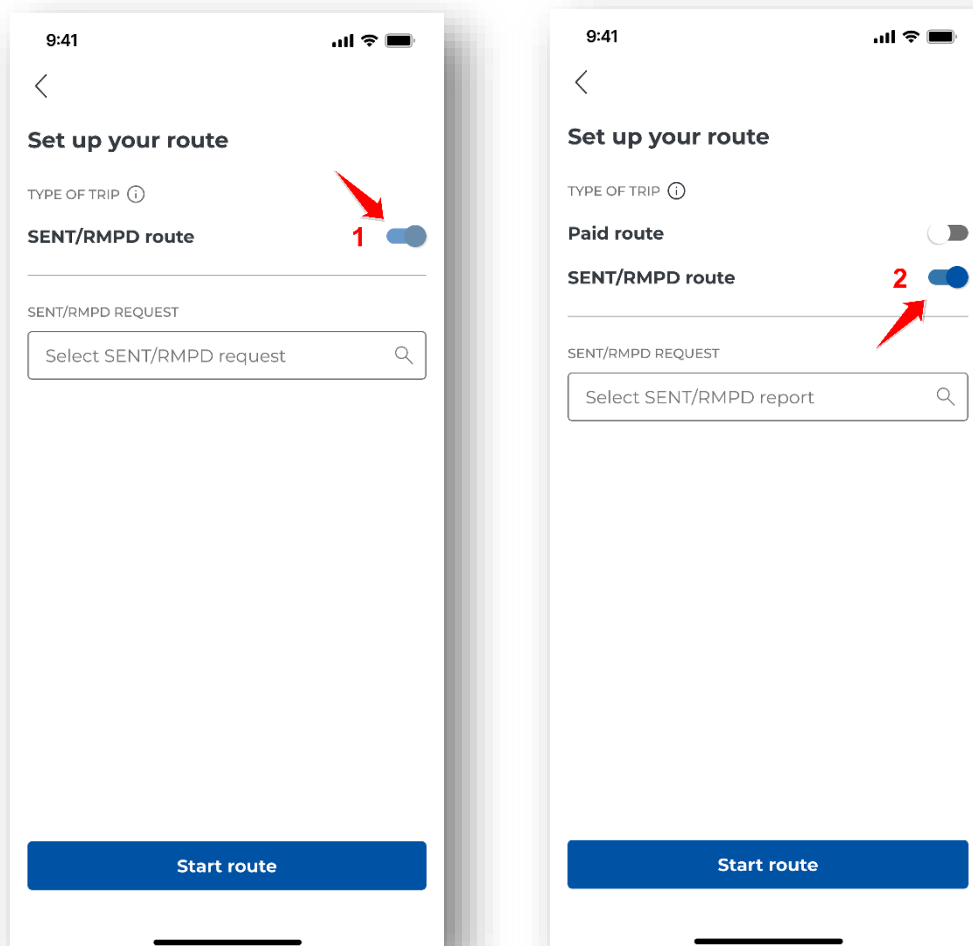 9:41
Set up your route
TYPE OF TRIP
SENT/RMPD route
1
SENT/RMPD REQUEST
Select SENT/RMPD request
Start route
9:41
Set up your route
TYPE OF TRIP
Paid route
SENT/RMPD route
2
SENT/RMPD REQUEST
Select SENT/RMPD report
Start route